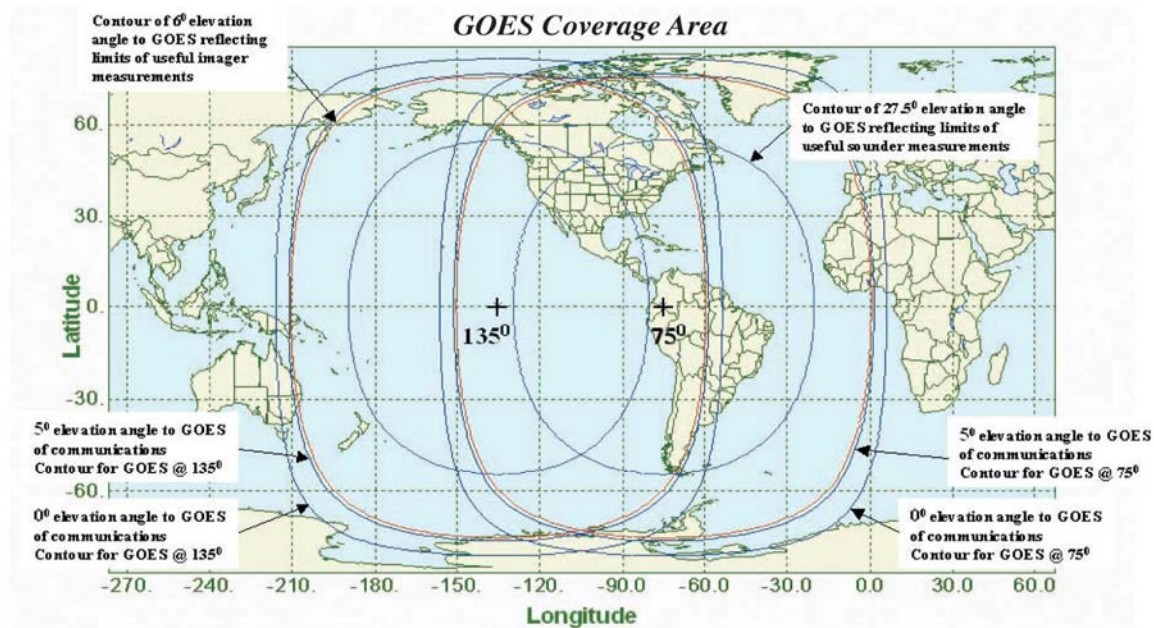 GOES Coverage Area
Contour of 6⁰ elevation
angle to GOES reflecting
limits of useful imager
measurements
Contour of 27.5⁰ elevation angle
to GOES reflecting limits of
useful sounder measurements
60.
30.
0
-30.
-60.
Latitude
135⁰
75⁰
5⁰ elevation angle to GOES
of communications
Contour for GOES @ 135⁰
0⁰ elevation angle to GOES
of communications
Contour for GOES @ 135⁰
5⁰ elevation angle to GOES
of communications
Contour for GOES @ 75⁰
0⁰ elevation angle to GOES
of communications
Contour for GOES @ 75⁰
-270. -240. -210. -180. -150. -120. -90.0 -60.0 -30.0 0.0 30.0 60.0
Longitude